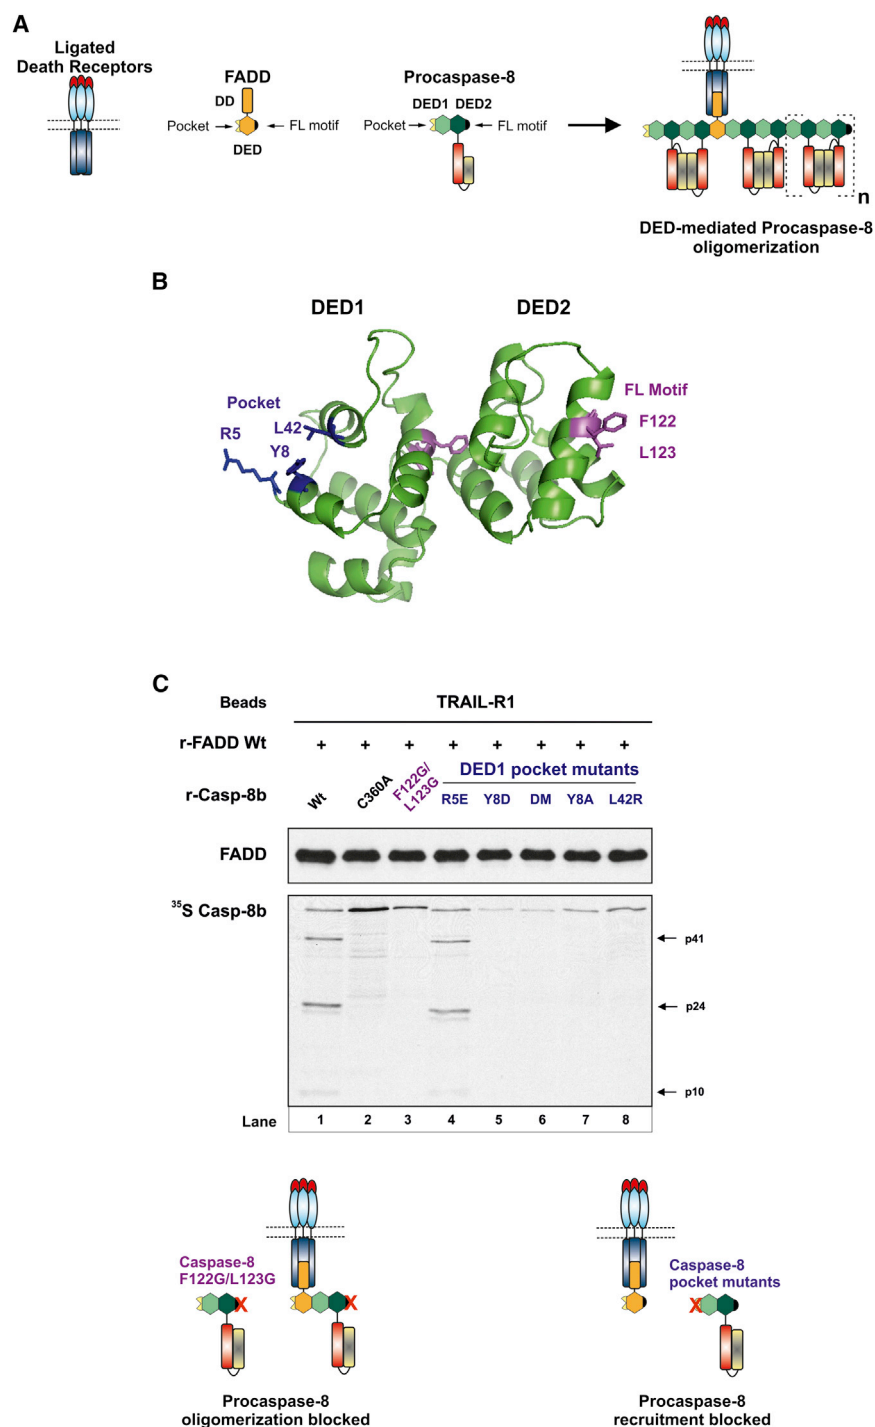 A
Ligated
Death Receptors
FADD
DD
Pocket
FL motif
DED
Procaspase-8
DED1 DED2
Pocket
FL motif
n
DED-mediated Procaspase-8
oligomerization
B
DED1
DED2
Pocket
R5
L42
Y8
FL Motif
F122
L123
C
Beads
TRAIL-R1
r-FADD Wt
+ + + + + + + +
DED1 pocket mutants
r-Casp-8b
Wt
C360A
F122G/
L123G
R5E Y8D DM Y8A L42R
FADD
35S Casp-8b
p41
p24
p10
Lane 1 2 3 4 5 6 7 8
Caspase-8
F122G/L123G
X X
Procaspase-8
oligomerization blocked
Caspase-8
pocket mutants
X
Procaspase-8
recruitment blocked